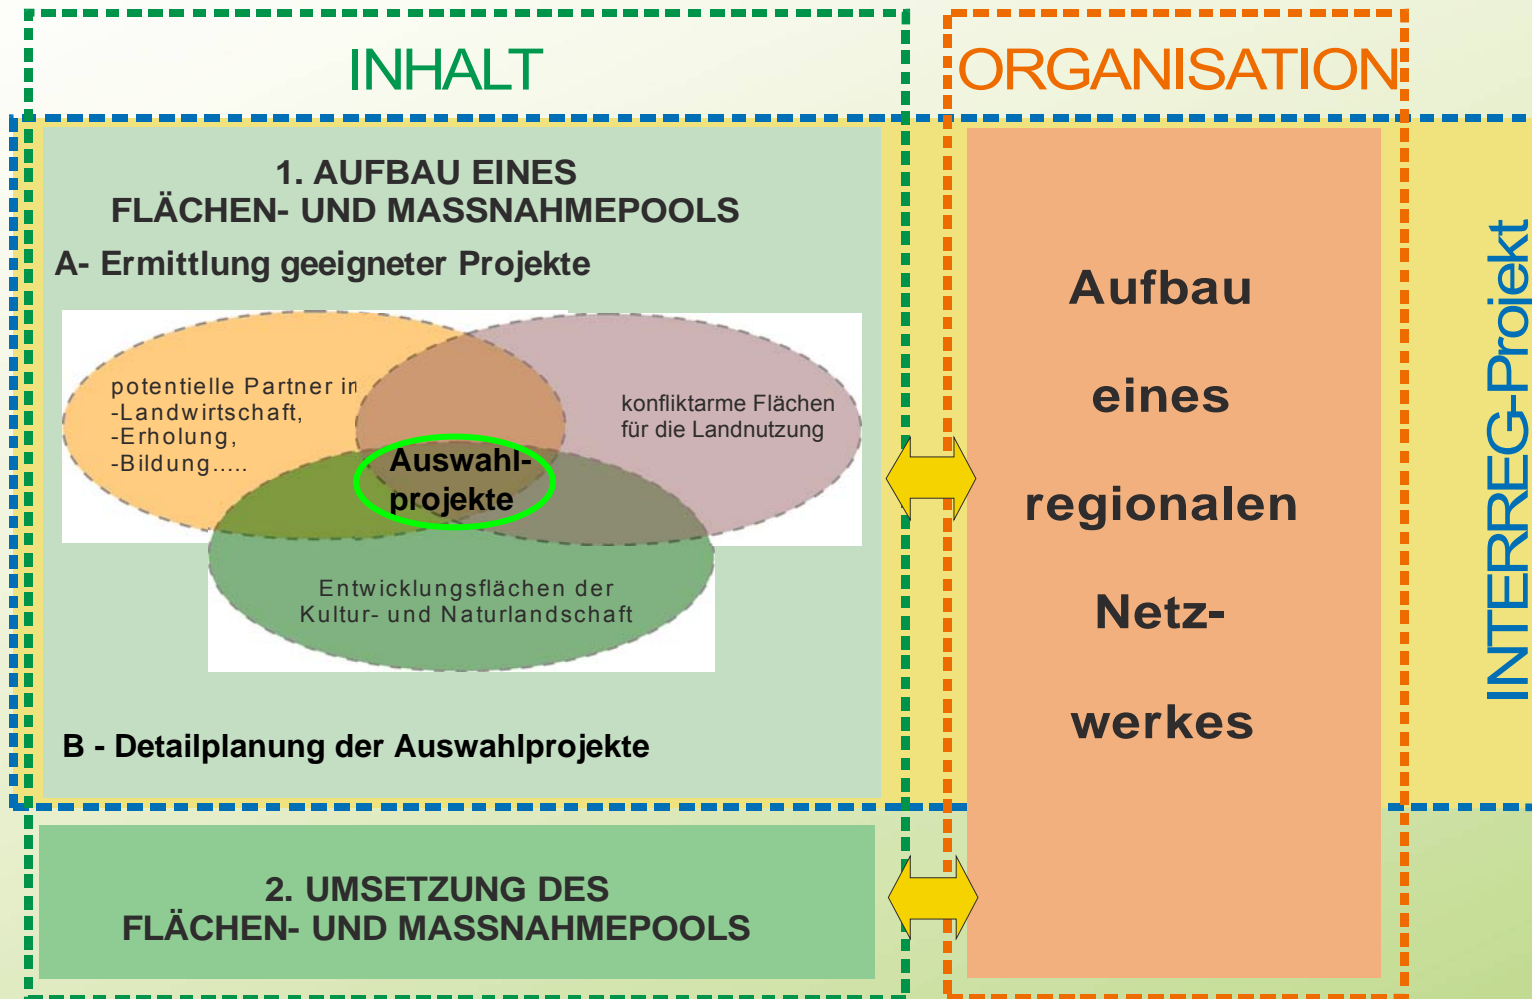 INHALT
ORGANISATION
1. AUFBAU EINES
FLÄCHEN- UND MASSNAHMEPOOLS
A- Ermittlung geeigneter Projekte
potentielle Partner in
-Landwirtschaft,
-Erholung,
-Bildung.....
konfliktarme Flächen
für die Landnutzung
Auswahl-
projekte
Entwicklungsflächen der
Kultur- und Naturlandschaft
B - Detailplanung der Auswahlprojekte
2. UMSETZUNG DES
FLÄCHEN- UND MASSNAHMEPOOLS
Aufbau
eines
regionalen
Netz-
werkes
INTERREG-Projekt